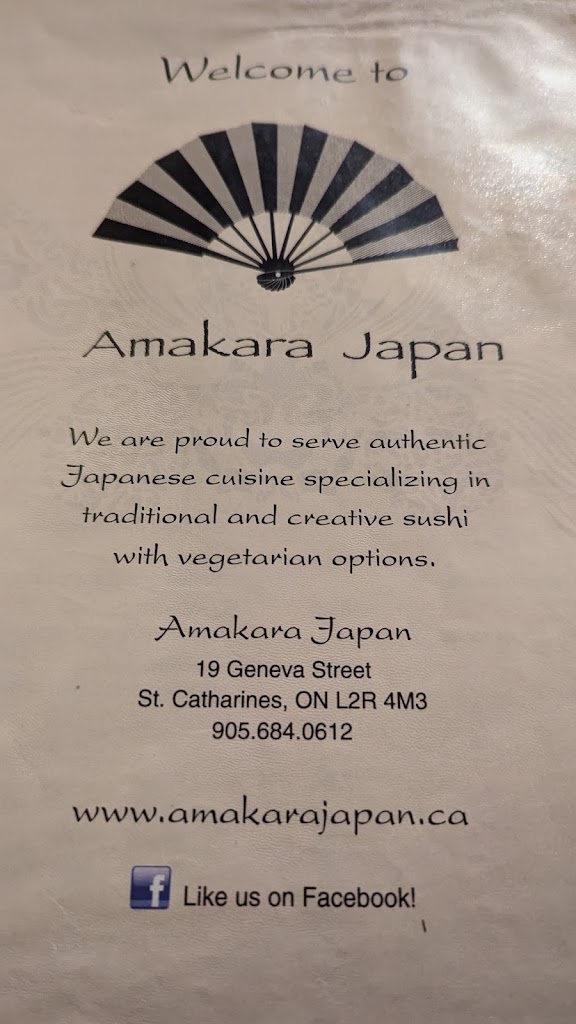 Welcome to
Amakara Japan
We are proud to serve authentic
Japanese cuisine specializing in
traditional and creative sushi
with vegetarian options.
Amakara Japan
19 Geneva Street
St. Catharines, ON L2R 4M3
905.684.0612
www.amakarajapan.ca
f Like us on Facebook!